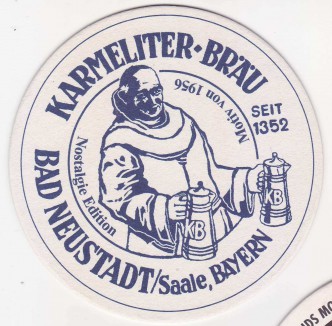 KARMELITER-BRÄU
Motiv von 1956
SEIT
1352
Nostalgie Edition
KB
KB
BAD NEUSTADT/Saale, BAYERN